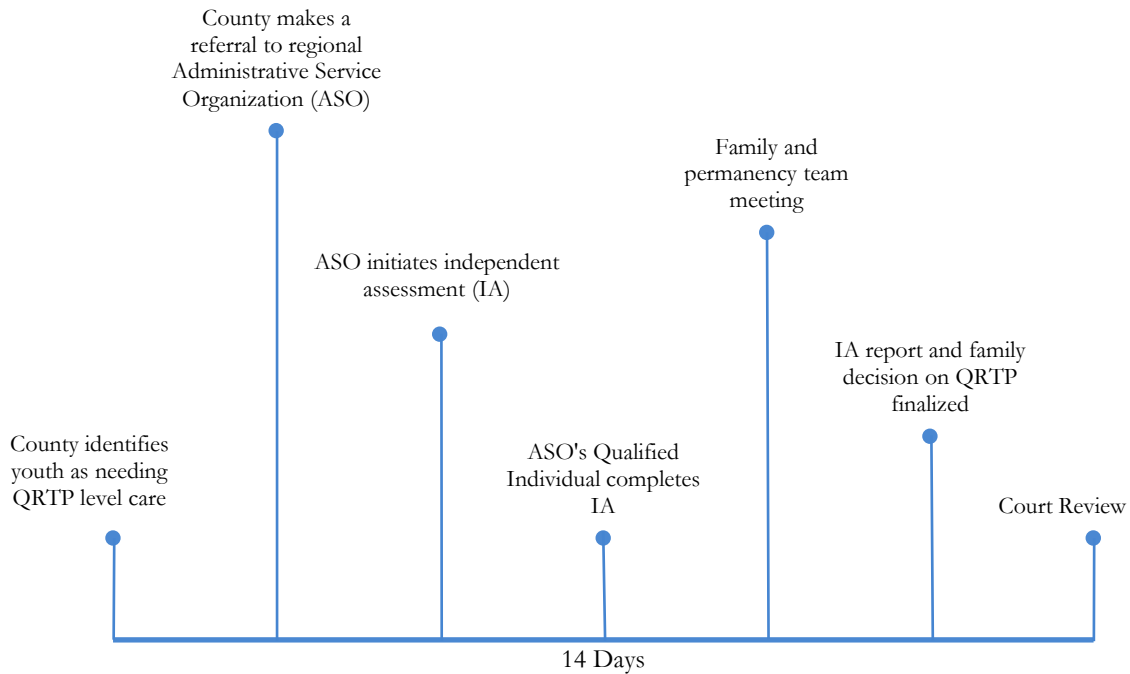 County makes a
referral to regional
Administrative Service
Organization (ASO)
Family and
permanency team
meeting
ASO initiates independent
assessment (IA)
IA report and family
decision on QRTP
finalized
County identifies
youth as needing
QRTP level care
ASO's Qualified
Individual completes
IA
Court Review
14 Days